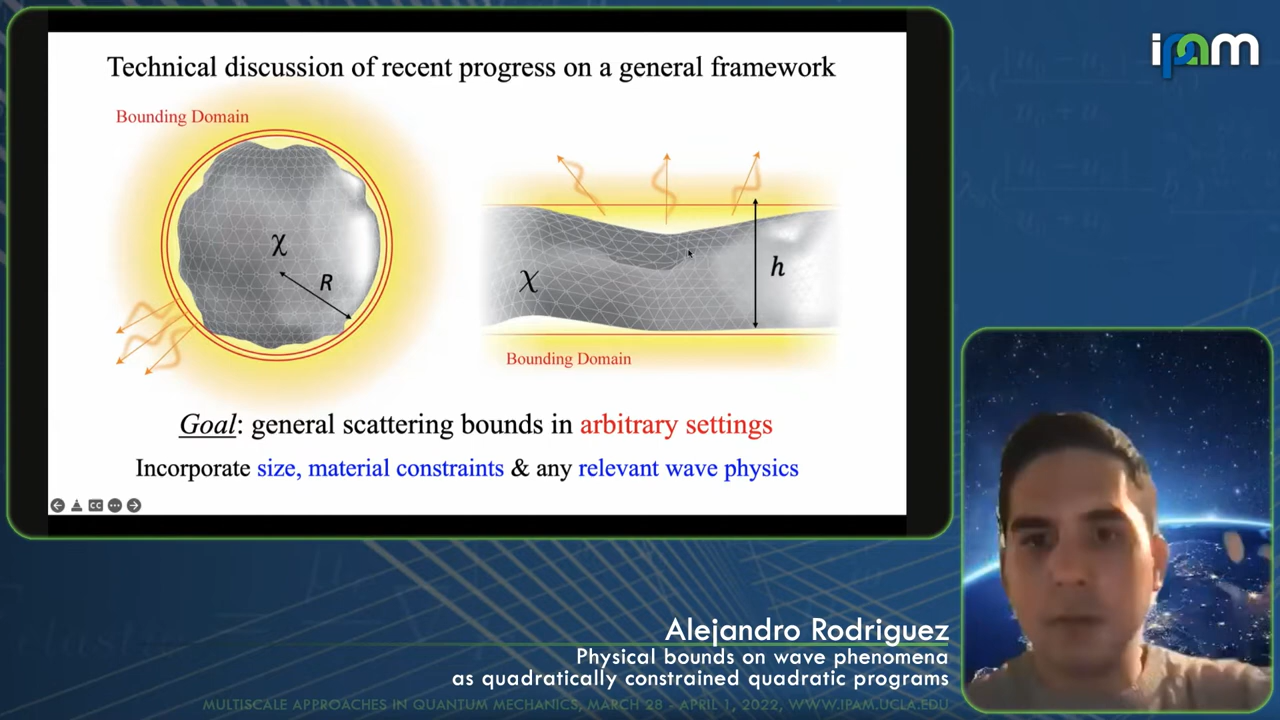 Technical discussion of recent progress on a general framework
Bounding Domain
χ
R
χ
h
Bounding Domain
Goal: general scattering bounds in arbitrary settings
Incorporate size, material constraints & any relevant wave physics
CC
ipam
Alejandro Rodriguez
Physical bounds on wave phenomena
as quadratically constrained quadratic programs
MULTISCALE APPROACHES IN QUANTUM MECHANICS, MARCH 28 - APRIL 1, 2022, WWW.IPAM.UCLA.EDU